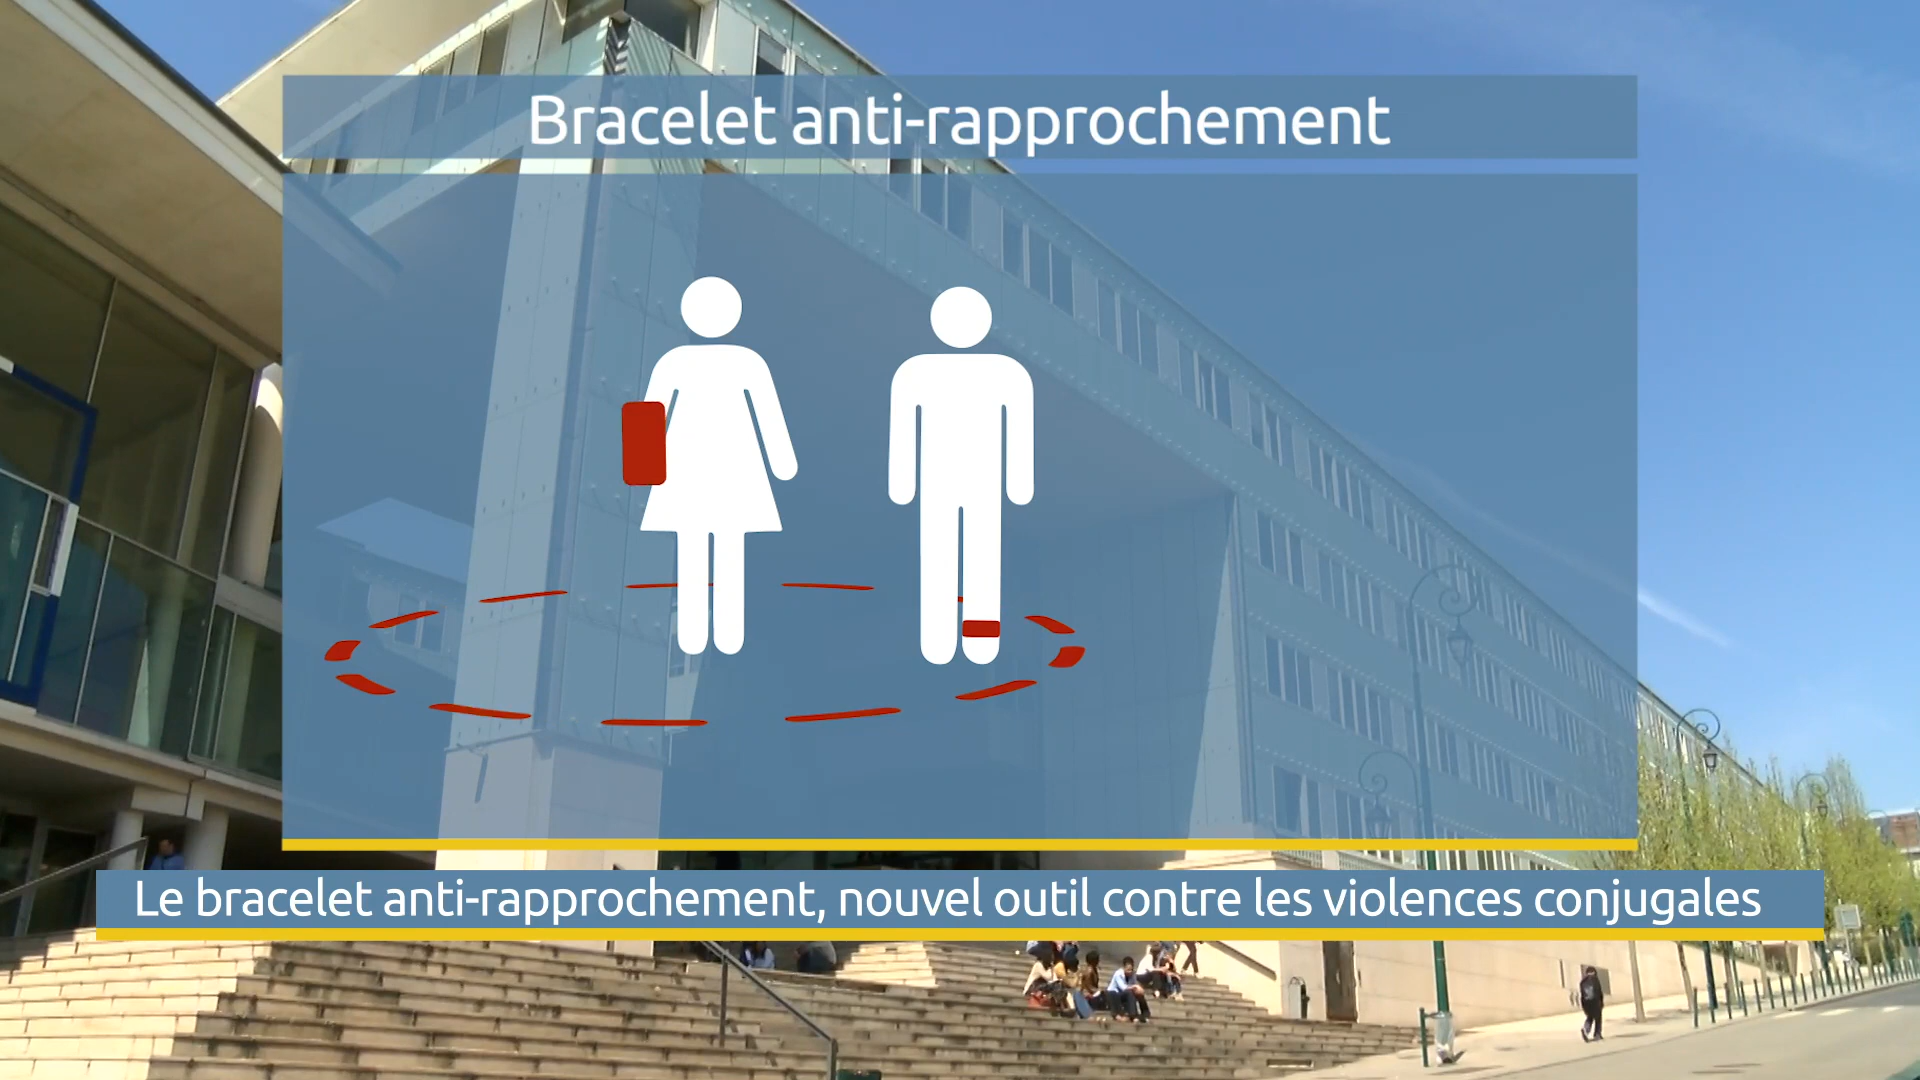 Bracelet anti-rapprochement
Le bracelet anti-rapprochement, nouvel outil contre les violences conjugales